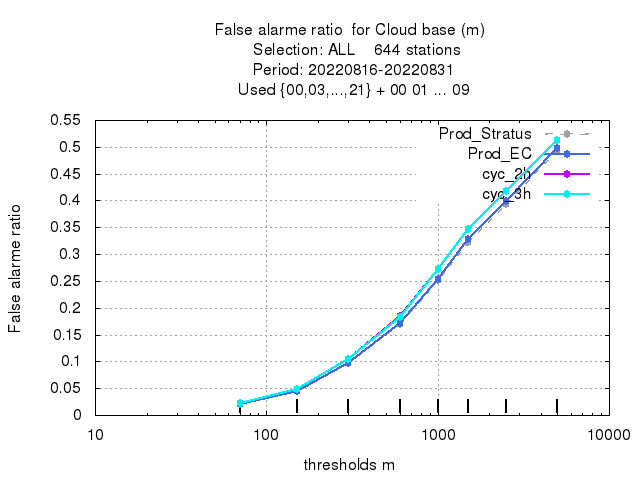 False alarme ratio  for Cloud base (m)
Selection: ALL    644 stations
Period: 20220816-20220831
Used {00,03,...,21} + 00 01 ... 09
0.55
0.5
0.45
0.4
0.35
0.3
0.25
0.2
0.15
0.1
0.05
0
False alarme ratio
Prod_Stratus
Prod_EC
cyc_2h
cyc_3h
10
100
1000
10000
thresholds m